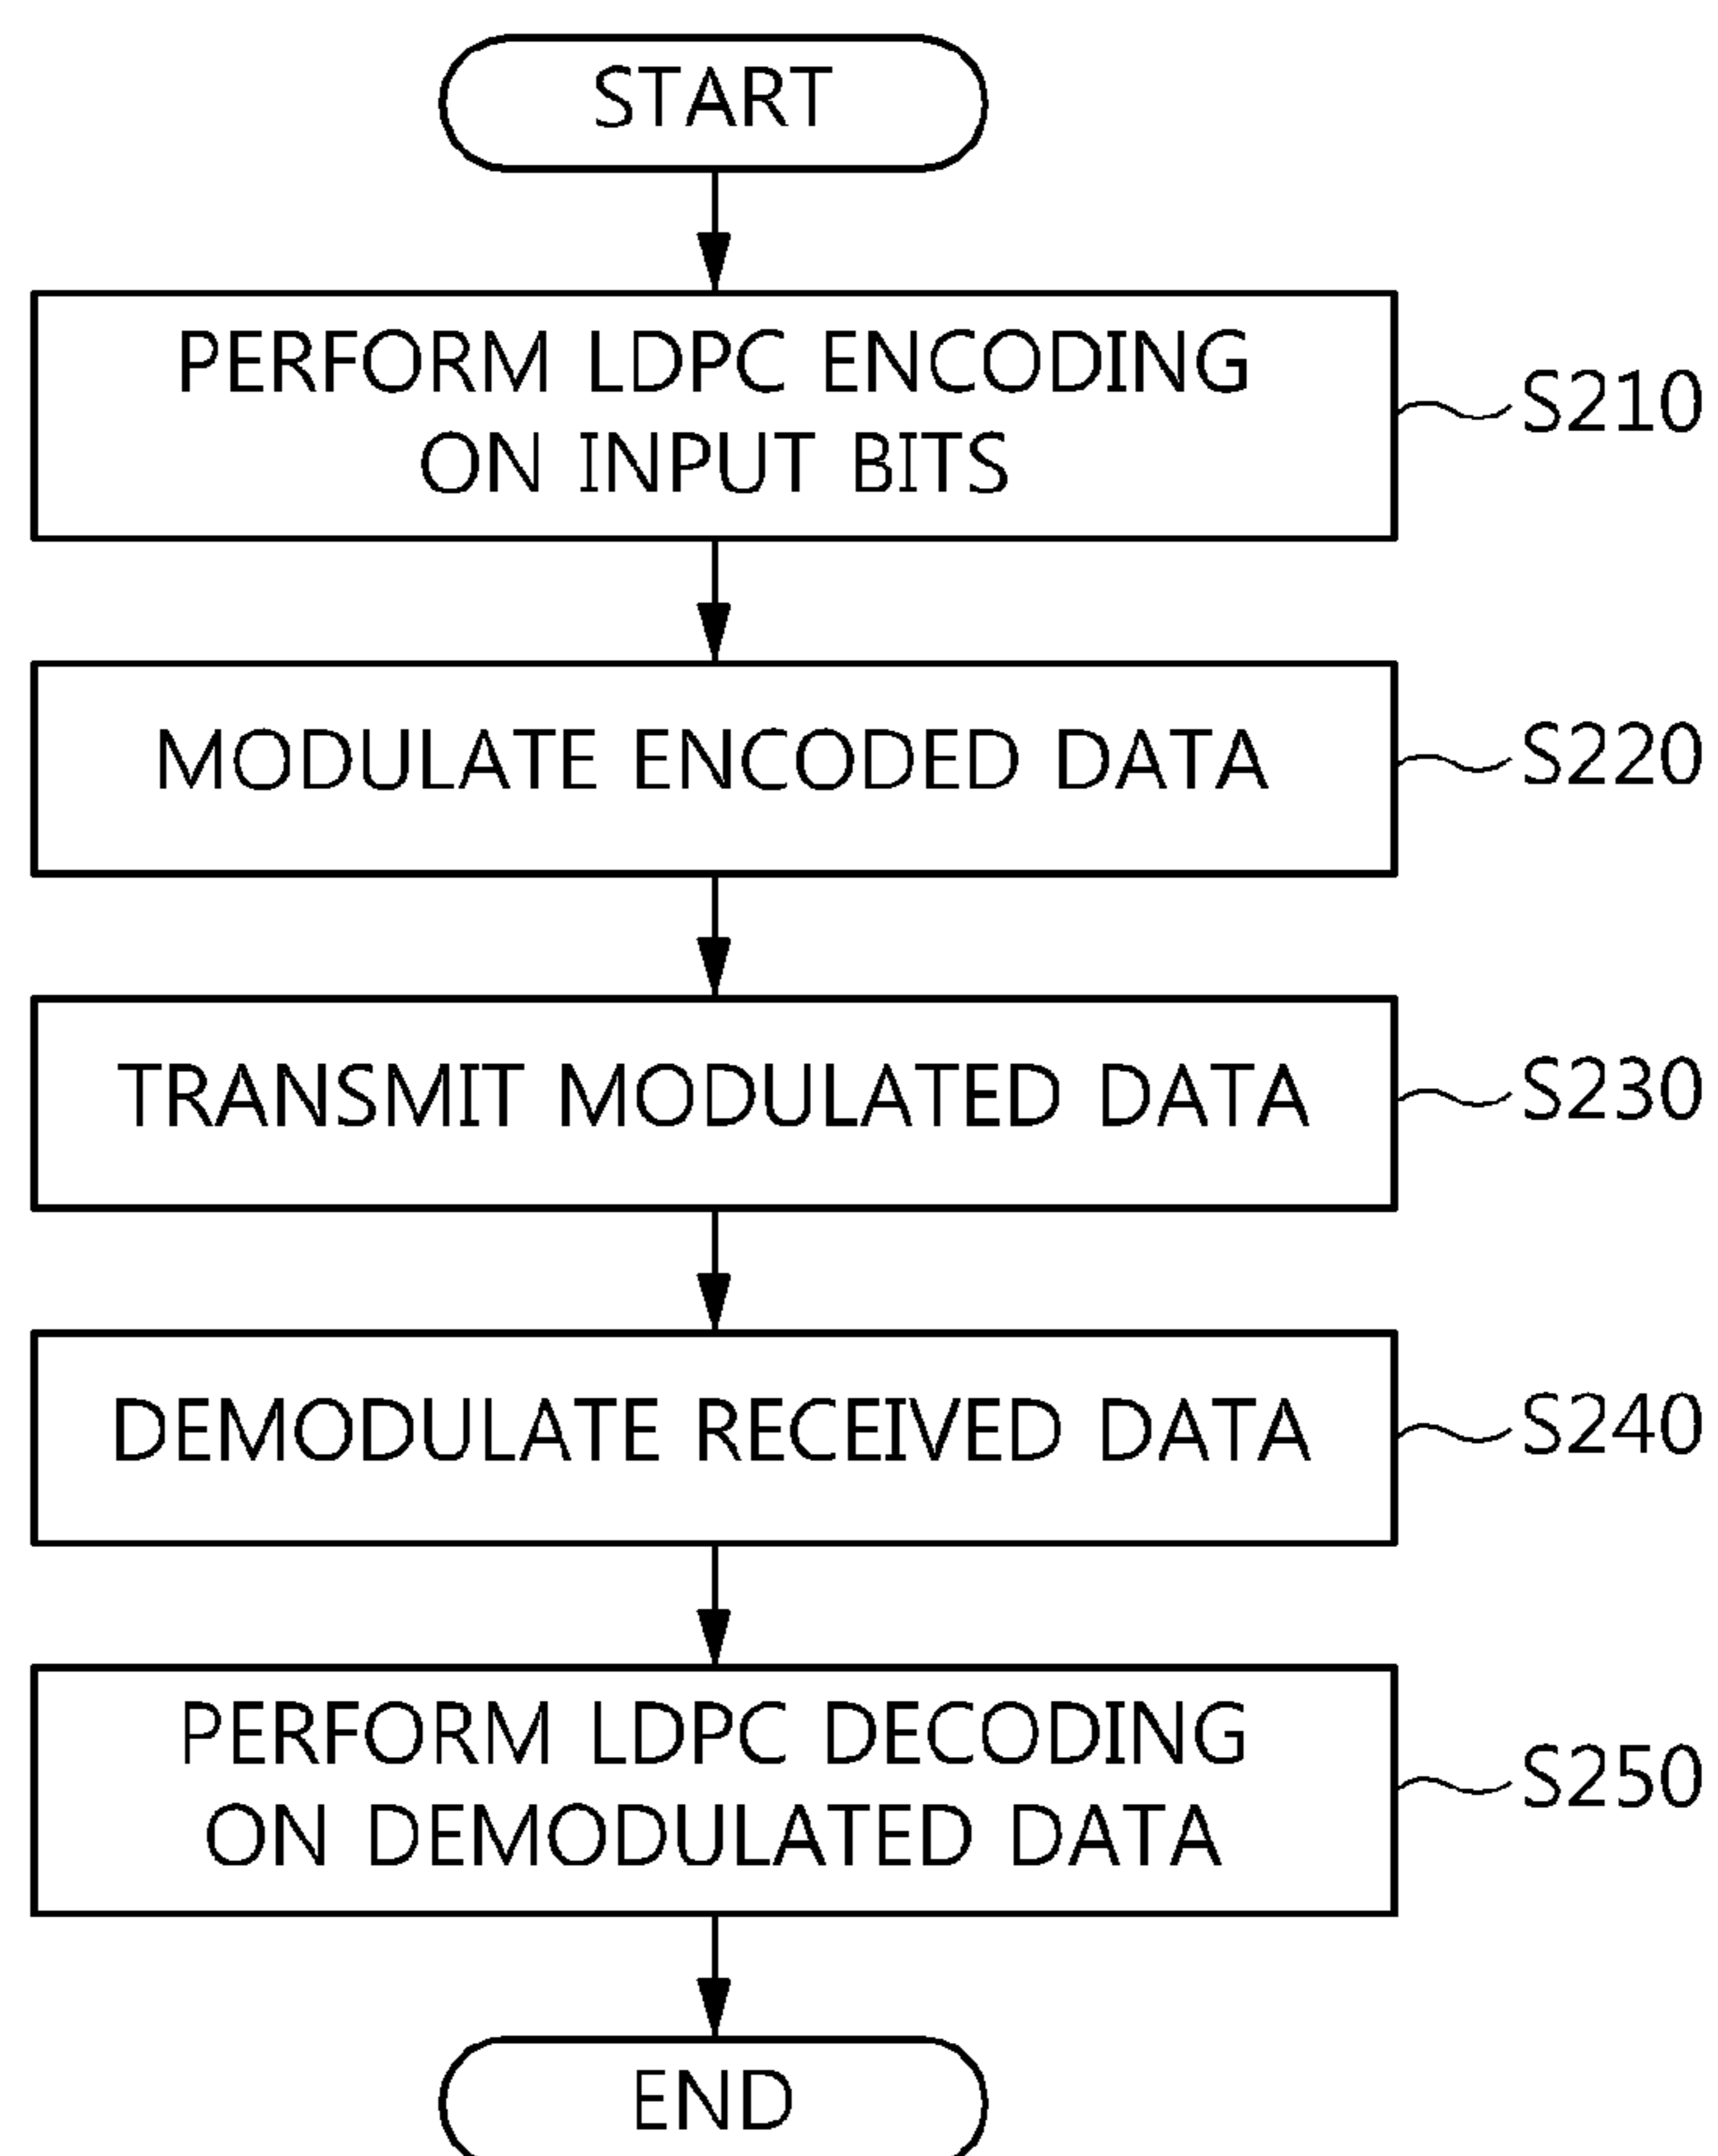 START
PERFORM LDPC ENCODING
ON INPUT BITS
S210
MODULATE ENCODED DATA
S220
TRANSMIT MODULATED DATA
S230
DEMODULATE RECEIVED DATA
S240
PERFORM LDPC DECODING
ON DEMODULATED DATA
S250
END